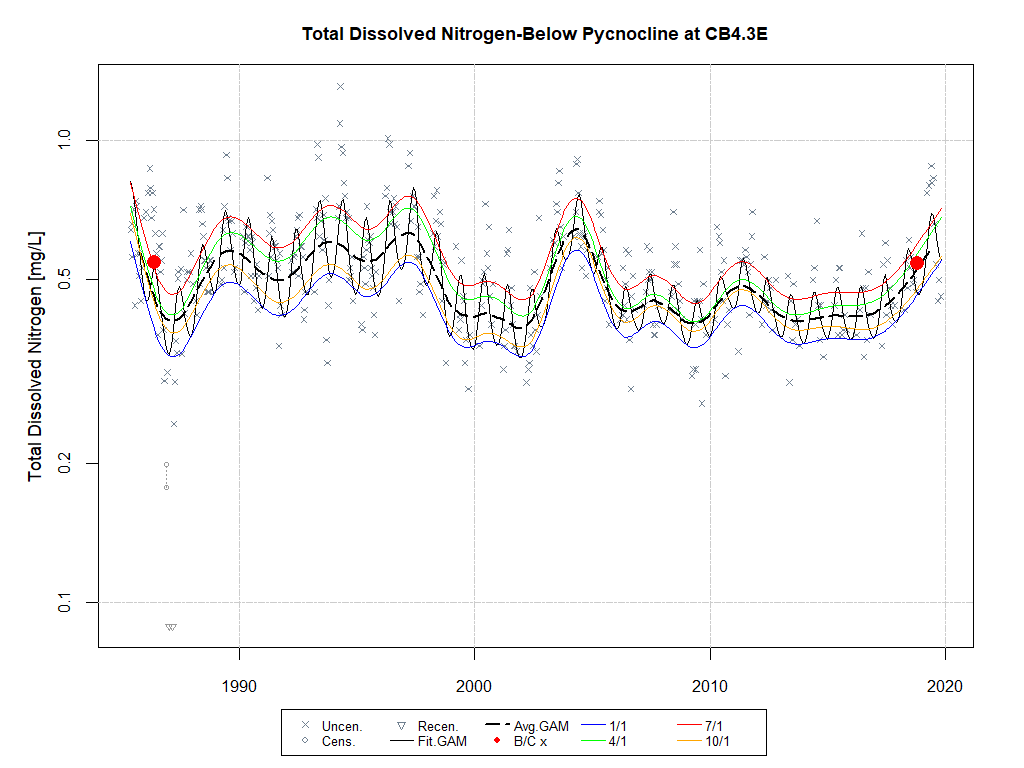 Total Dissolved Nitrogen-Below Pycnocline at CB4.3E
Total Dissolved Nitrogen [mg/L]
1.0
0.5
0.2
0.1
1990 2000 2010 2020
Uncen. Recen. Avg.GAM 1/1 7/1
Cens. Fit.GAM B/C x 4/1 10/1